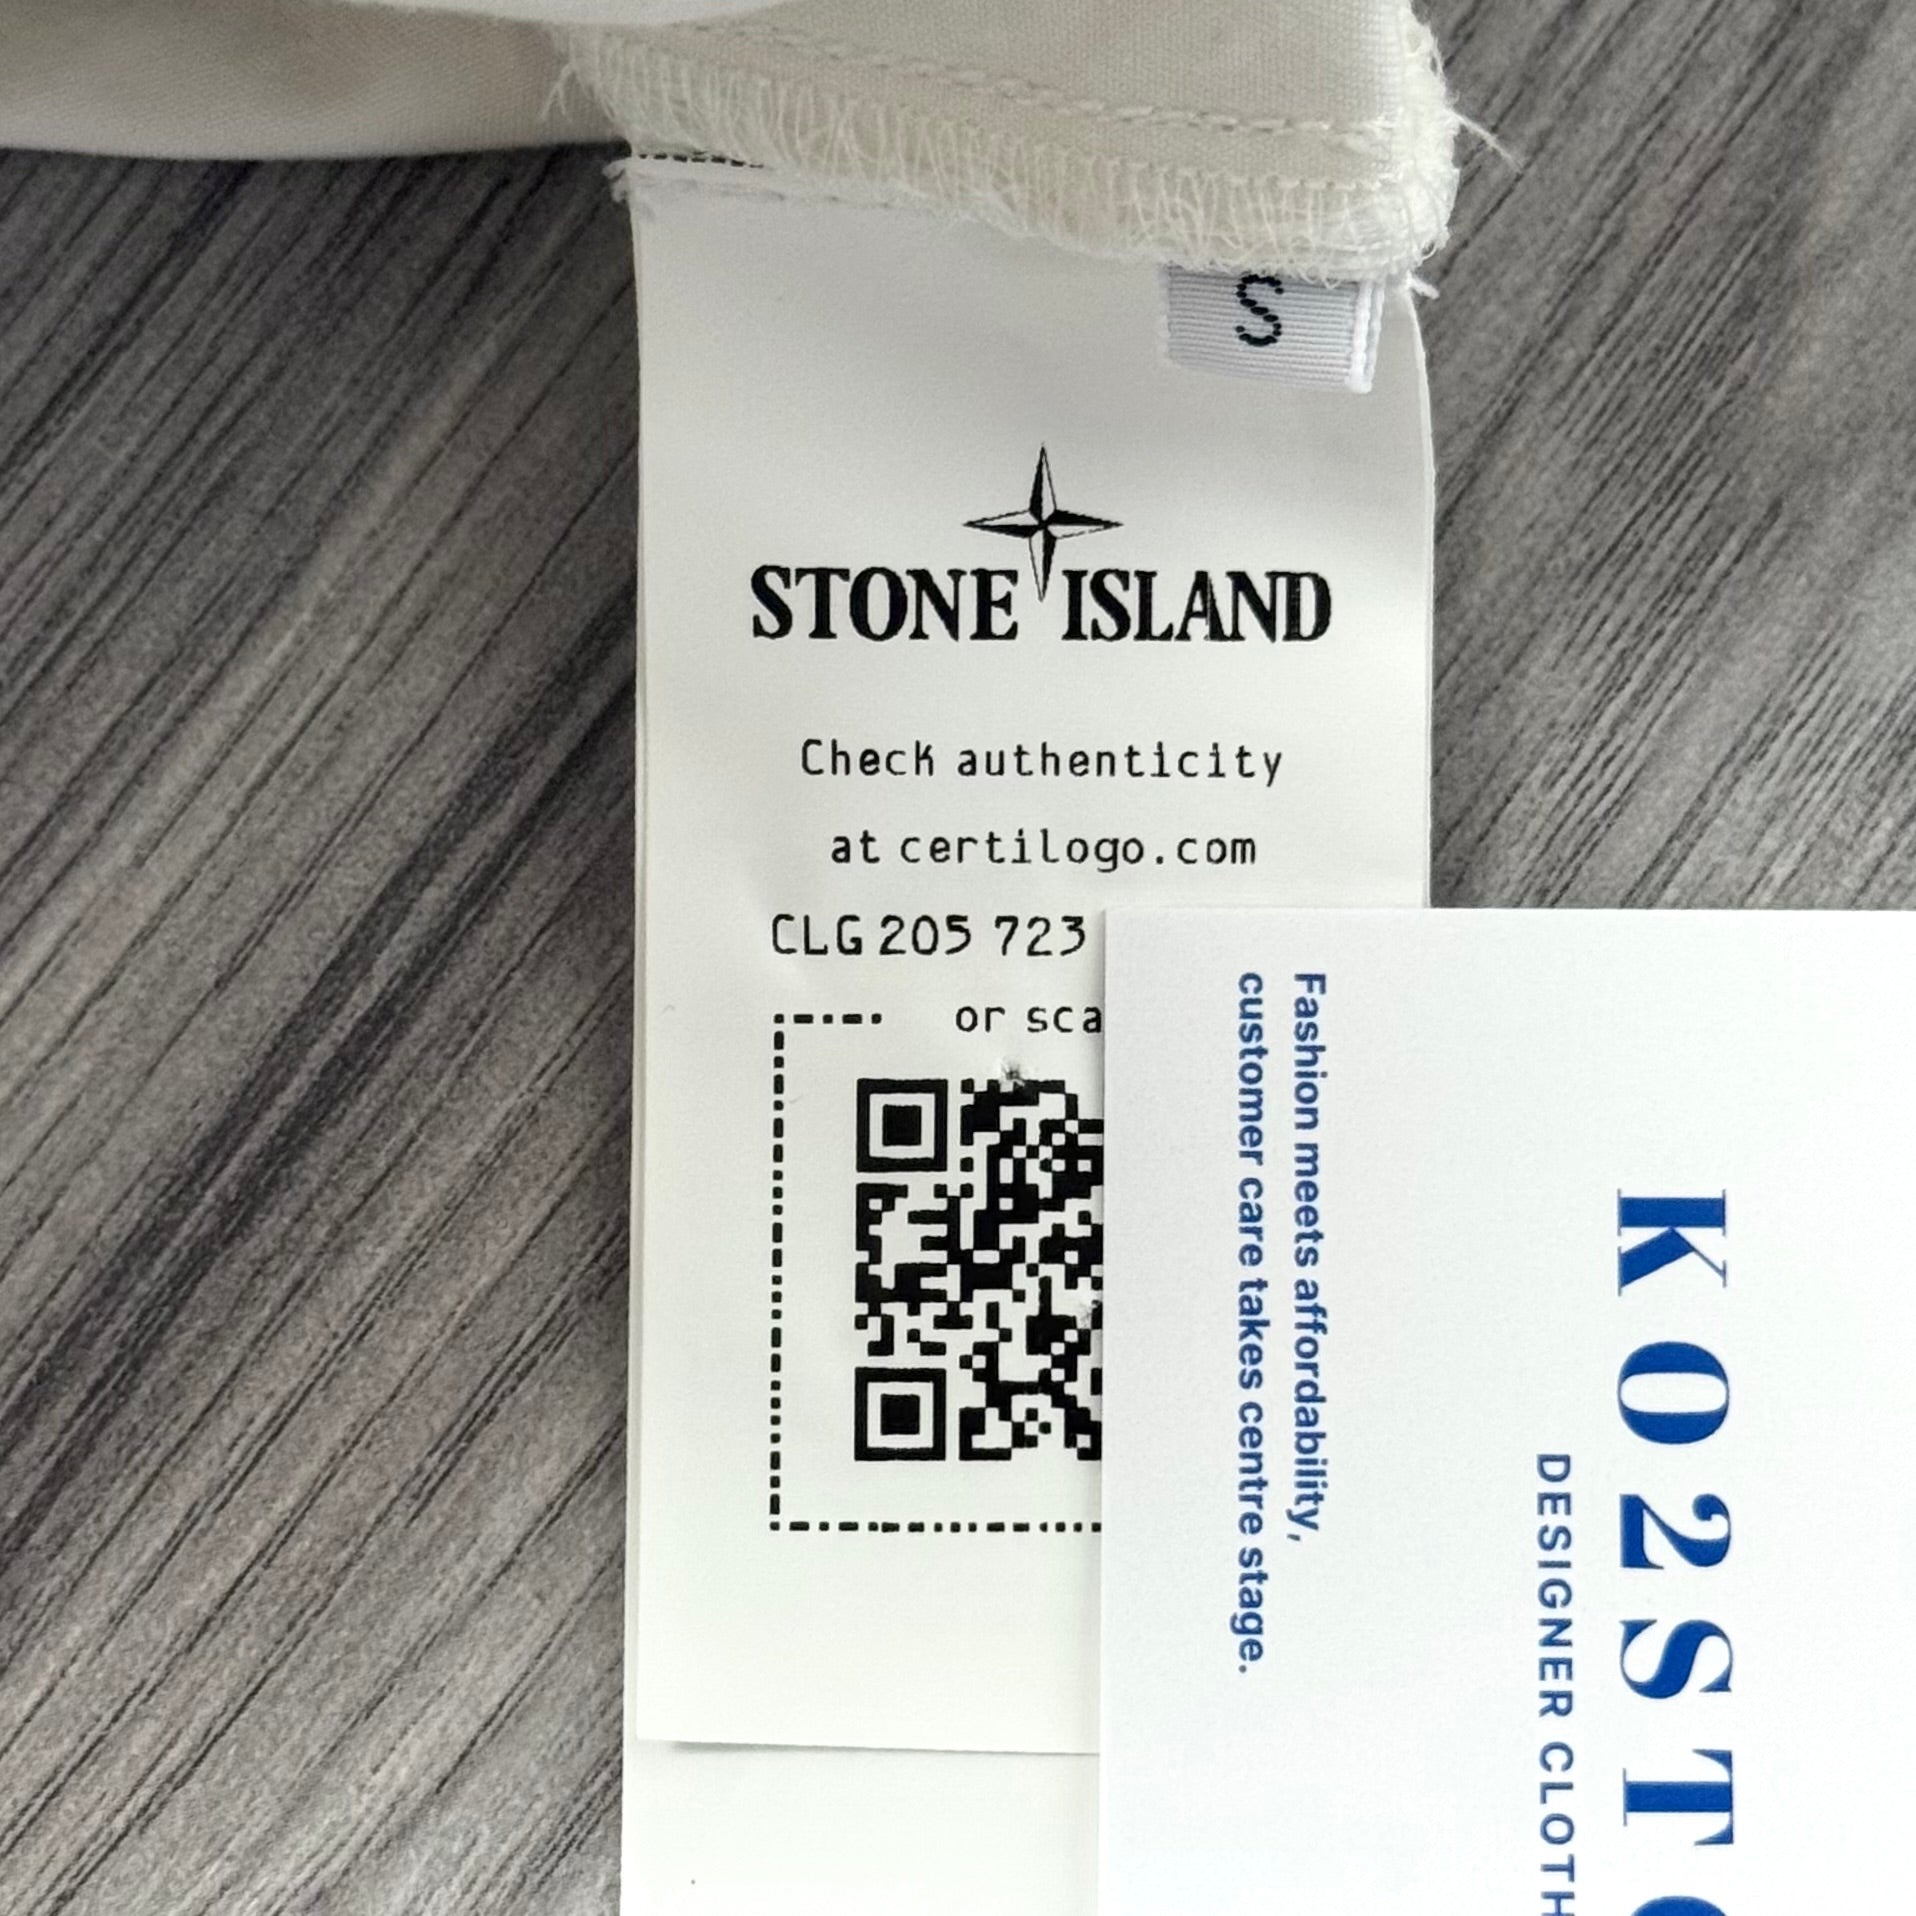 S
STONE ISLAND
Check authenticity
at certilogo.com
CLG 205 723
or sca
Fashion meets affordability,
customer care takes centre stage.
KO2ST
DESIGNER CLOTH